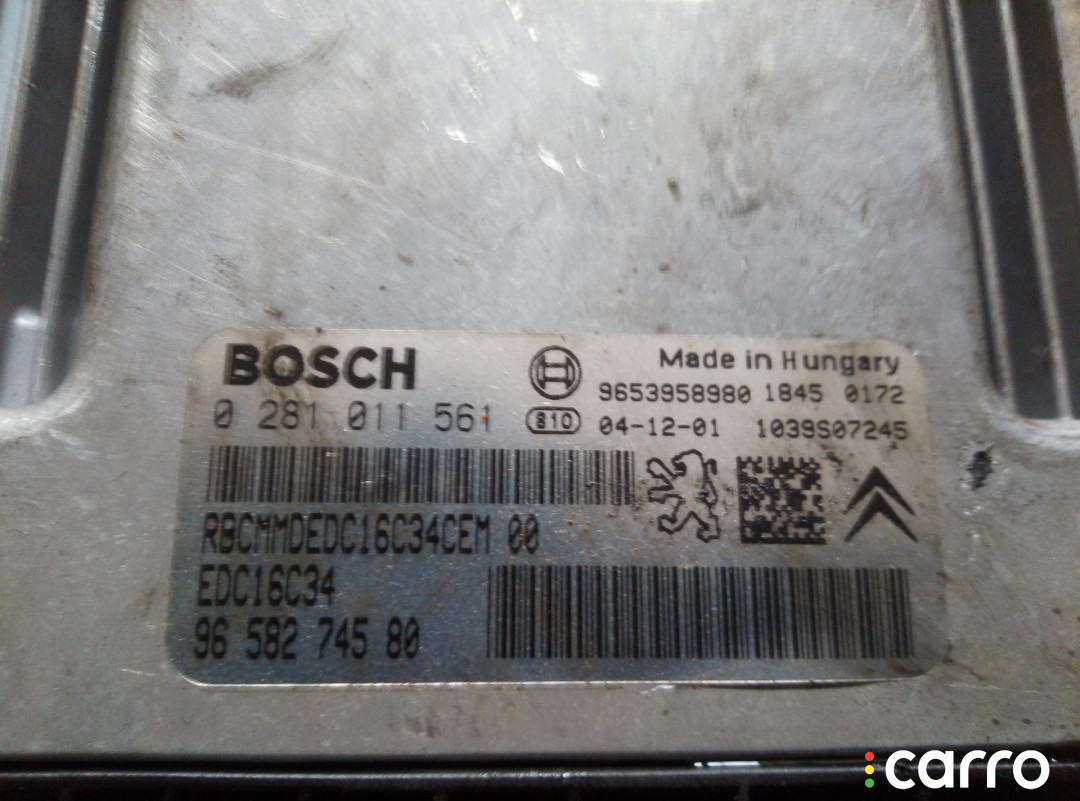 BOSCH
Made in Hungary
9653958980 1845 0172
0 281 011 561
S10 04-12-01 1039S07245
RBCMMDEDC16C34CEM 00
EDC16C34
96 582 745 80
carro